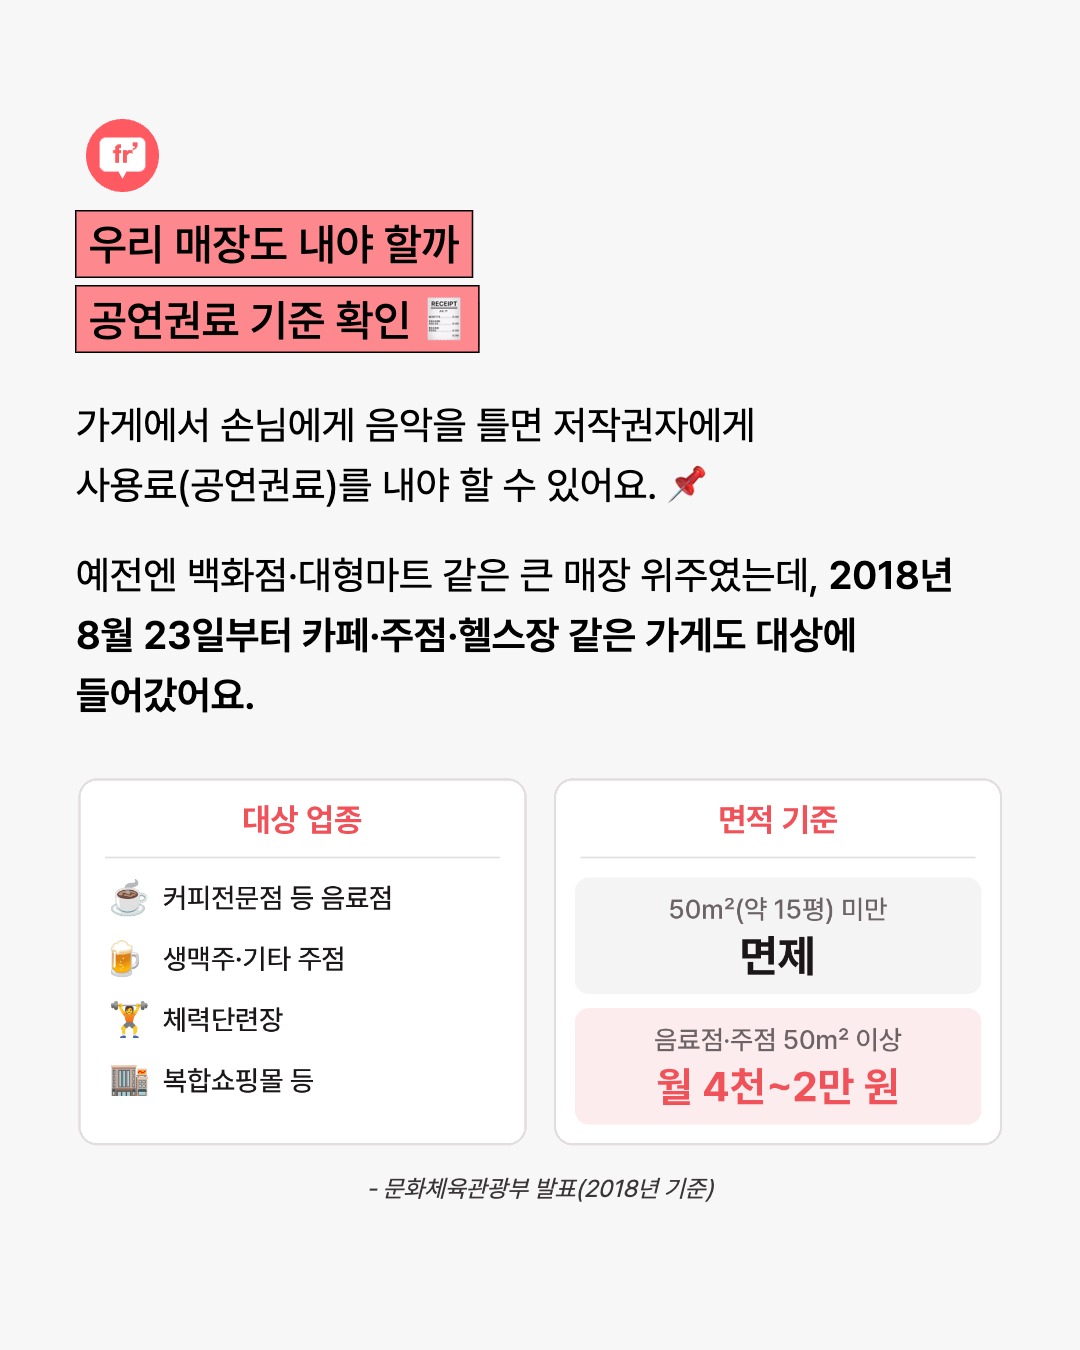 fr'
우리 매장도 내야 할까
공연권료 기준 확인
RECEIPT
가게에서 손님에게 음악을 틀면 저작권자에게
사용료(공연권료)를 내야 할 수 있어요.
예전엔 백화점·대형마트 같은 큰 매장 위주였는데, 2018년
8월 23일부터 카페·주점·헬스장 같은 가게도 대상에
들어갔어요.
대상 업종
커피전문점 등 음료점
생맥주·기타 주점
체력단련장
복합쇼핑몰 등
면적 기준
50m²(약 15평) 미만
면제
음료점·주점 50m² 이상
월 4천~2만 원
- 문화체육관광부 발표(2018년 기준)